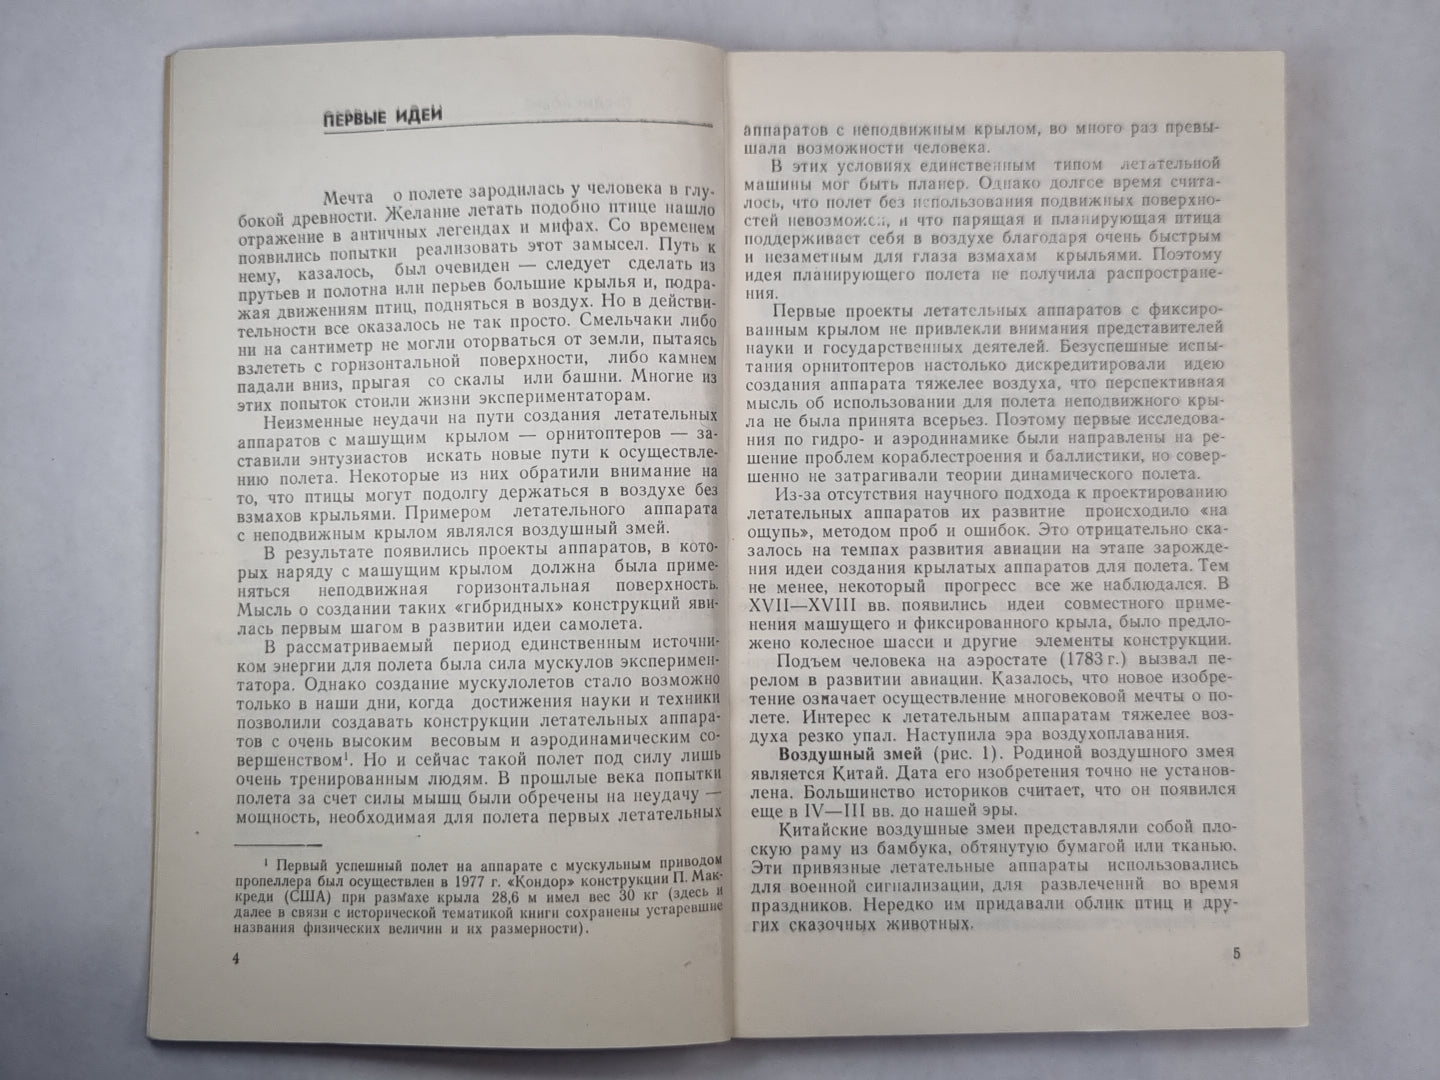 ПЕРВЫЕ ИДЕИ
Мечта о полете зародилась у человека в глу-
бокой древности. Желание летать подобно птице нашло
отражение в античных легендах и мифах. Со временем
появились попытки реализовать этот замысел. Путь к
нему, казалось, был очевиден — следует сделать из
прутьев и полотна или перьев большие крылья и, подра-
жая движениям птиц, подняться в воздух. Но в действи-
тельности все оказалось не так просто. Смельчаки либо
ни на сантиметр не могли оторваться от земли, пытаясь
взлететь с горизонтальной поверхности, либо камнем
падали вниз, прыгая со скалы или башни. Многие из
этих попыток стоили жизни экспериментаторам.
Неизменные неудачи на пути создания летательных
аппаратов с машущим крылом — орнитоптеров — за-
ставили энтузиастов искать новые пути к осуществле-
нию полета. Некоторые из них обратили внимание на
то, что птицы могут подолгу держаться в воздухе без
взмахов крыльями. Примером летательного аппарата
с неподвижным крылом являлся воздушный змей.
В результате появились проекты аппаратов, в кото-
рых наряду с машущим крылом должна была приме-
няться неподвижная горизонтальная поверхность.
Мысль о создании таких «гибридных» конструкций яви-
лась первым шагом в развитии идеи самолета.
В рассматриваемый период единственным источни-
ком энергии для полета была сила мускулов эксперимен-
татора. Однако создание мускулолетов стало возможно
только в наши дни, когда достижения науки и техники
позволили создавать конструкции летательных аппара-
тов с очень высоким весовым и аэродинамическим со-
вершенством¹. Но и сейчас такой полет под силу лишь
очень тренированным людям. В прошлые века попытки
полета за счет силы мышц были обречены на неудачу —
мощность, необходимая для полета первых летательных
¹ Первый успешный полет на аппарате с мускульным приводом
пропеллера был осуществлен в 1977 г. «Кондор» конструкции П. Мак-
креди (США) при размахе крыла 28,6 м имел вес 30 кг (здесь и
далее в связи с исторической тематикой книги сохранены устаревшие
названия физических величин и их размерности).
4
аппаратов с неподвижным крылом, во много раз превы-
шала возможности человека.
В этих условиях единственным типом летательной
машины мог быть планер. Однако долгое время счита-
лось, что полет без использования подвижных поверхно-
стей невозможен, и что парящая и планирующая птица
поддерживает себя в воздухе благодаря очень быстрым
и незаметным для глаза взмахам крыльями. Поэтому
идея планирующего полета не получила распростране-
ния.
Первые проекты летательных аппаратов с фиксиро-
ванным крылом не привлекли внимания представителей
науки и государственных деятелей. Безуспешные испы-
тания орнитоптеров настолько дискредитировали идею
создания аппарата тяжелее воздуха, что перспективная
мысль об использовании для полета неподвижного кры-
ла не была принята всерьез. Поэтому первые исследова-
ния по гидро- и аэродинамике были направлены на ре-
шение проблем кораблестроения и баллистики, но совер-
шенно не затрагивали теории динамического полета.
Из-за отсутствия научного подхода к проектированию
летательных аппаратов их развитие происходило «на
ощупь», методом проб и ошибок. Это отрицательно ска-
залось на темпах развития авиации на этапе зарожде-
ния идеи создания крылатых аппаратов для полета. Тем
не менее, некоторый прогресс все же наблюдался. В
XVII—XVIII вв. появились идеи совместного приме-
нения машущего и фиксированного крыла, было предло-
жено колесное шасси и другие элементы конструкции.
Подъем человека на аэростате (1783 г.) вызвал пе-
релом в развитии авиации. Казалось, что новое изобре-
тение означает осуществление многовековой мечты о по-
лете. Интерес к летательным аппаратам тяжелее воз-
духа резко упал. Наступила эра воздухоплавания.
Воздушный змей (рис. 1). Родиной воздушного змея
является Китай. Дата его изобретения точно не установ-
лена. Большинство историков считает, что он появился
еще в IV—III вв. до нашей эры.
Китайские воздушные змеи представляли собой пло-
скую раму из бамбука, обтянутую бумагой или тканью.
Эти привязные летательные аппараты использовались
для военной сигнализации, для развлечений во время
праздников. Нередко им придавали облик птиц и дру-
гих сказочных животных.
5